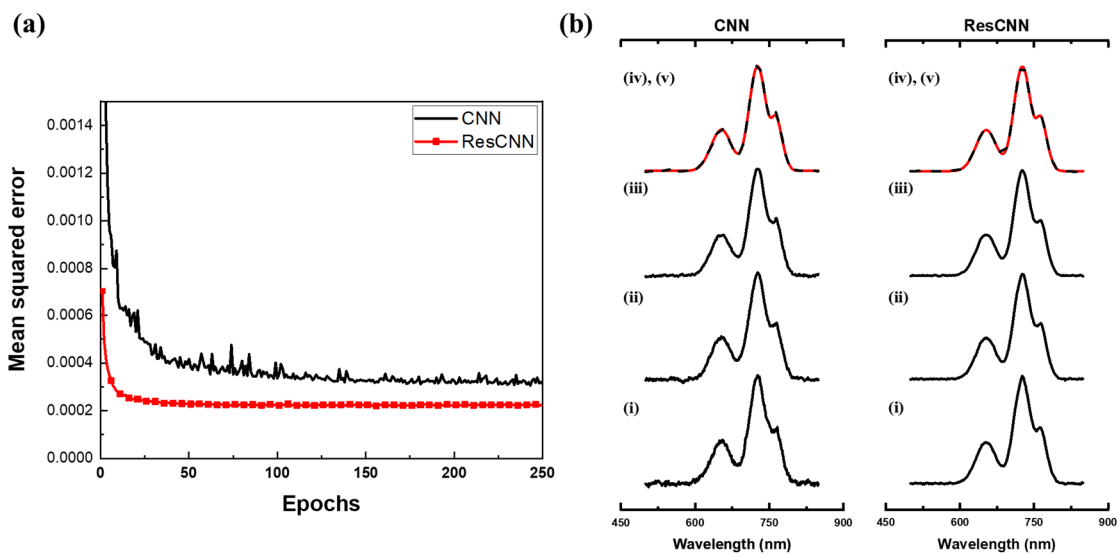 (a)
Mean squared error
0.0014
0.0012
0.0010
0.0008
0.0006
0.0004
0.0002
0.0000
0 50 100 150 200 250
Epochs
CNN
ResCNN
(b)
CNN
(iv), (v)
(iii)
(ii)
(i)
450 600 750 900
Wavelength (nm)
ResCNN
(iv), (v)
(iii)
(ii)
(i)
450 600 750 900
Wavelength (nm)